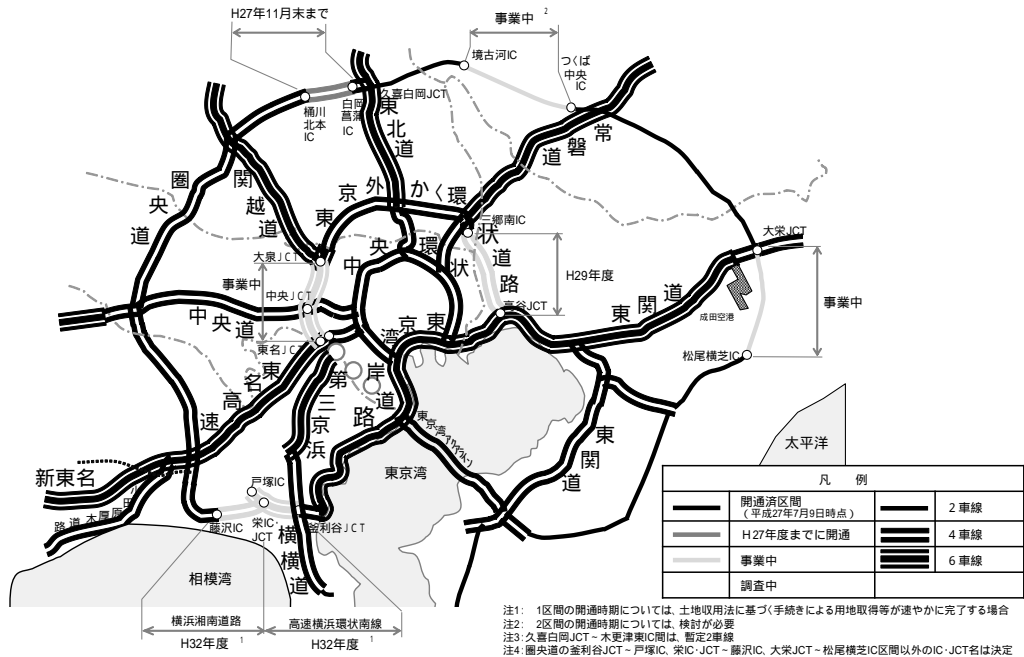 H27年11月末まで
事業中 2
境古河IC
つくば
中央
IC
久喜白岡JCT
白岡
菖蒲
IC
桶川
北本
IC
東北道
常磐道
圏央道
関越道
東京外かく環状道路
三郷南IC
大栄JCT
中央環状
大泉JCT
H29年度
事業中
中央JCT
高谷JCT
東関道
成田空港
事業中
中央道
東京湾岸道路
東名JCT
松尾横芝IC
東名高速
第三京浜
東京湾アクアライン
東関道
太平洋
東京湾
新東名
小田原厚木道路
戸塚IC
藤沢IC
栄IC・
JCT
釜利谷JCT
横横道
相模湾
横浜湘南道路
高速横浜環状南線
H32年度 1
H32年度 1
凡 例
開通済区間
(平成27年7月9日時点)
2車線
H27年度までに開通
4車線
事業中
6車線
調査中
注1: 1区間の開通時期については、土地収用法に基づく手続きによる用地取得等が速やかに完了する場合
注2: 2区間の開通時期については、検討が必要
注3:久喜白岡JCT~木更津東IC間は、暫定2車線
注4:圏央道の釜利谷JCT~戸塚IC、栄IC・JCT~藤沢IC、大栄JCT~松尾横芝IC区間以外のIC・JCT名は決定